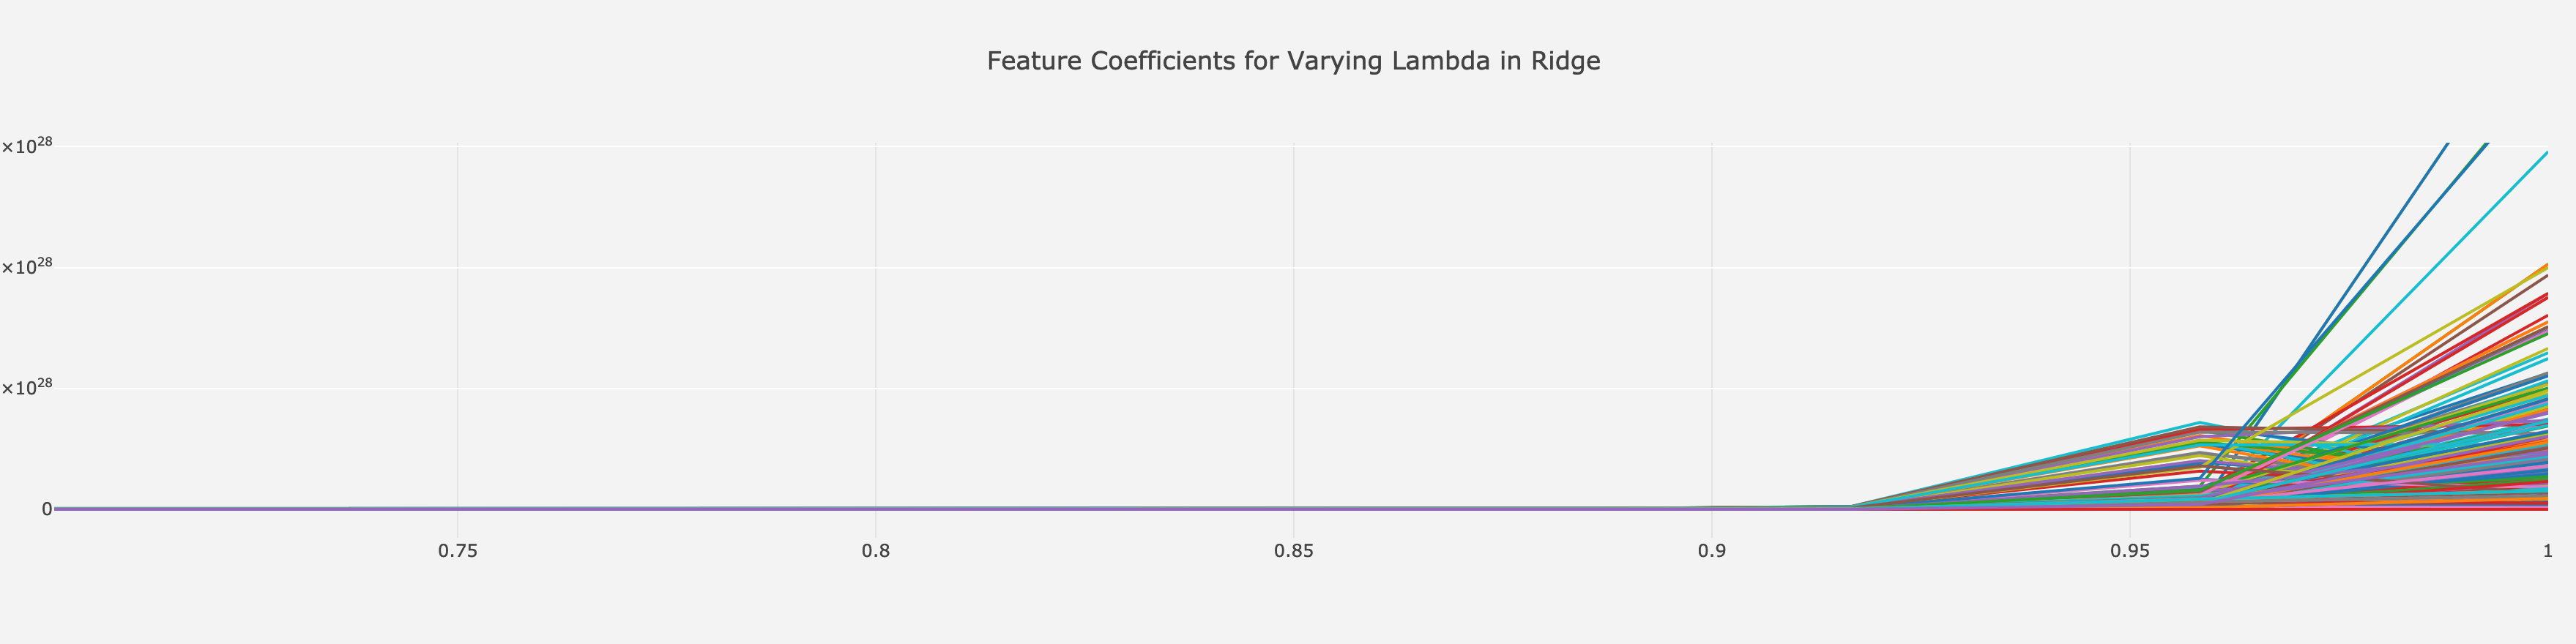 Feature Coefficients for Varying Lambda in Ridge
×10²⁸
×10²⁸
×10²⁸
0
0.75 0.8 0.85 0.9 0.95 1